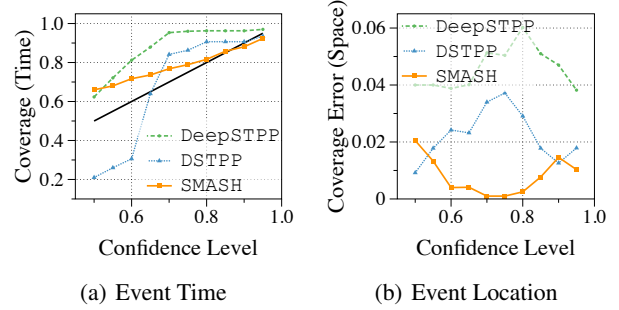 Coverage (Time)
1.0
0.8
0.6
0.4
0.2
DeepSTPP
DSTPP
SMASH
0.6
0.8
1.0
Confidence Level
(a) Event Time
Coverage Error (Space)
0.06
0.04
0.02
0
DeepSTPP
DSTPP
SMASH
0.6
0.8
1.0
Confidence Level
(b) Event Location